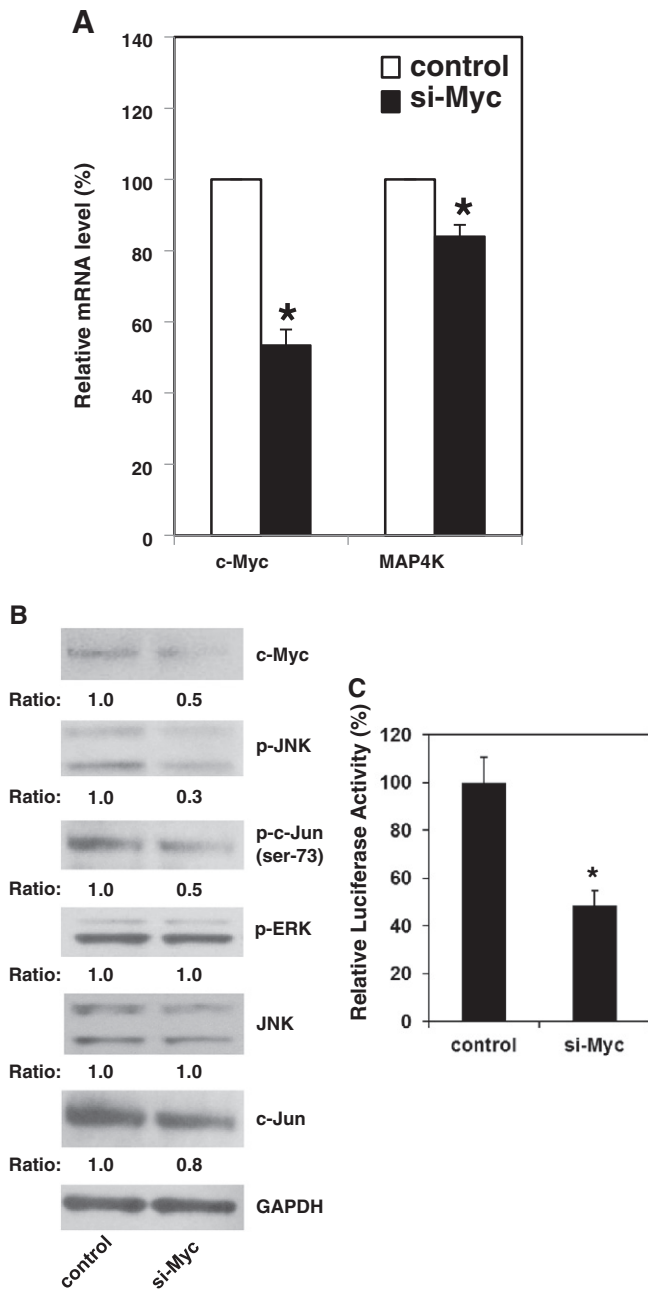 A
140
120
100
80
60
40
20
0
Relative mRNA level (%)
control
si-Myc
*
*
c-Myc
MAP4K
B
c-Myc
Ratio: 1.0 0.5
p-JNK
Ratio: 1.0 0.3
p-c-Jun
(ser-73)
Ratio: 1.0 0.5
p-ERK
Ratio: 1.0 1.0
JNK
Ratio: 1.0 1.0
c-Jun
Ratio: 1.0 0.8
GAPDH
control
si-Myc
C
120
100
80
60
40
20
0
Relative Luciferase Activity (%)
*
control
si-Myc